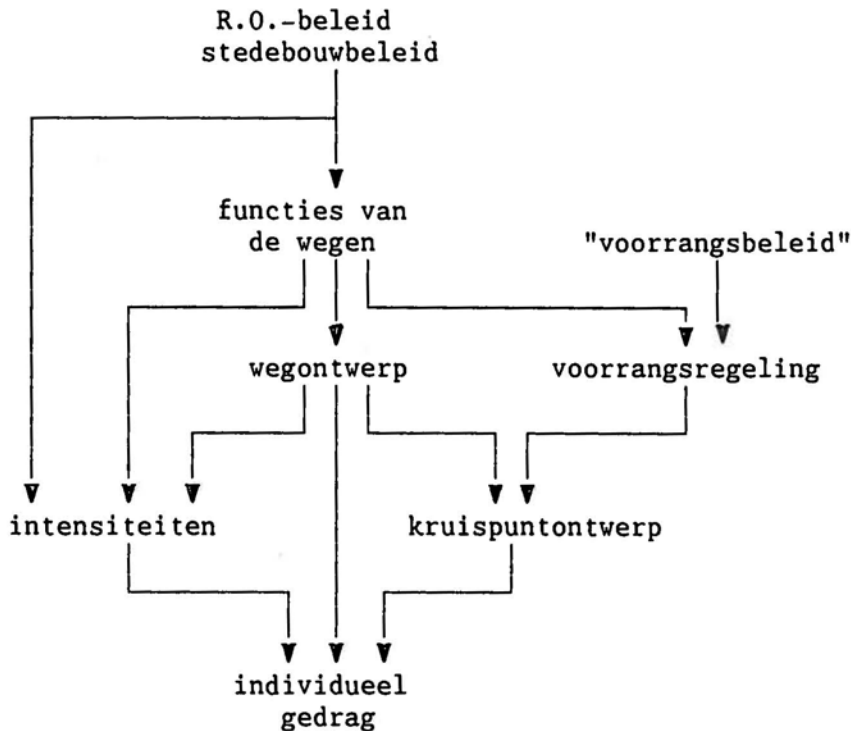 R.O.-beleid
stedebouwbeleid
functies van
de wegen
"voorrangsbeleid"
wegontwerp
voorrangsregeling
intensiteiten
kruispuntontwerp
individueel
gedrag